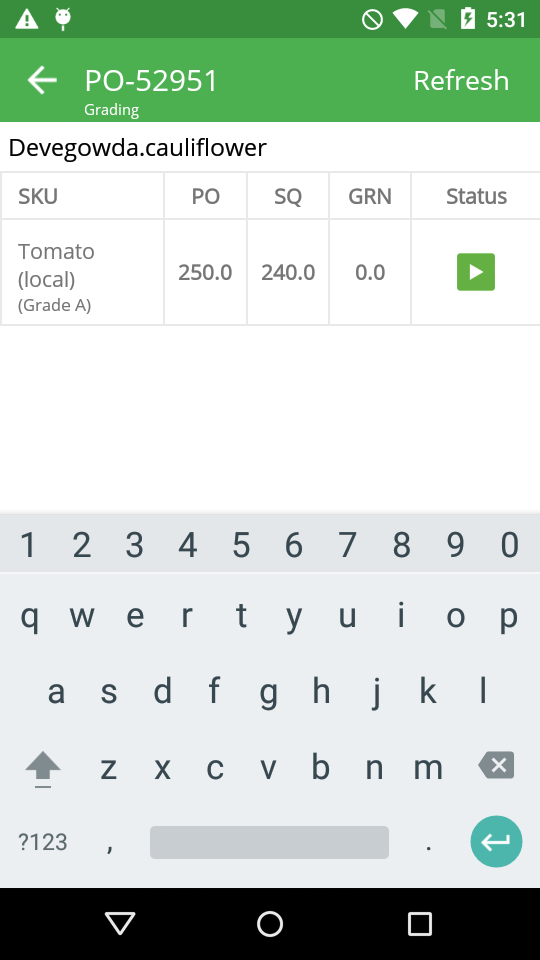 5:31
PO-52951
Refresh
Grading
Devegowda.cauliflower
SKU PO SQ GRN Status
Tomato
(local)
(Grade A)
250.0 240.0 0.0
1 2 3 4 5 6 7 8 9 0
q w e r t y u i o p
a s d f g h j k l
z x c v b n m
?123 , .